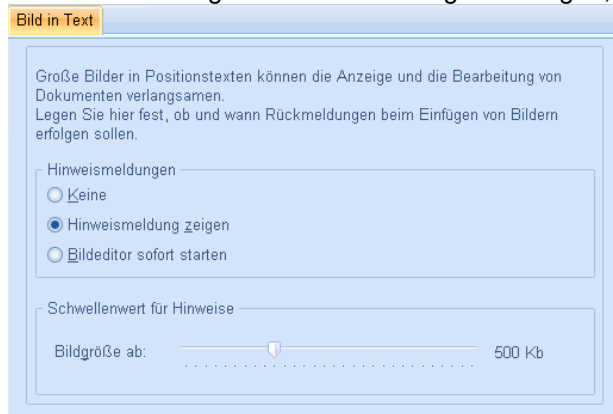 Bild in Text
Große Bilder in Positionstexten können die Anzeige und die Bearbeitung von
Dokumenten verlangsamen.
Legen Sie hier fest, ob und wann Rückmeldungen beim Einfügen von Bildern
erfolgen sollen.
Hinweismeldungen
Keine
Hinweismeldung zeigen
Bildeditor sofort starten
Schwellenwert für Hinweise
Bildgröße ab: 500 Kb